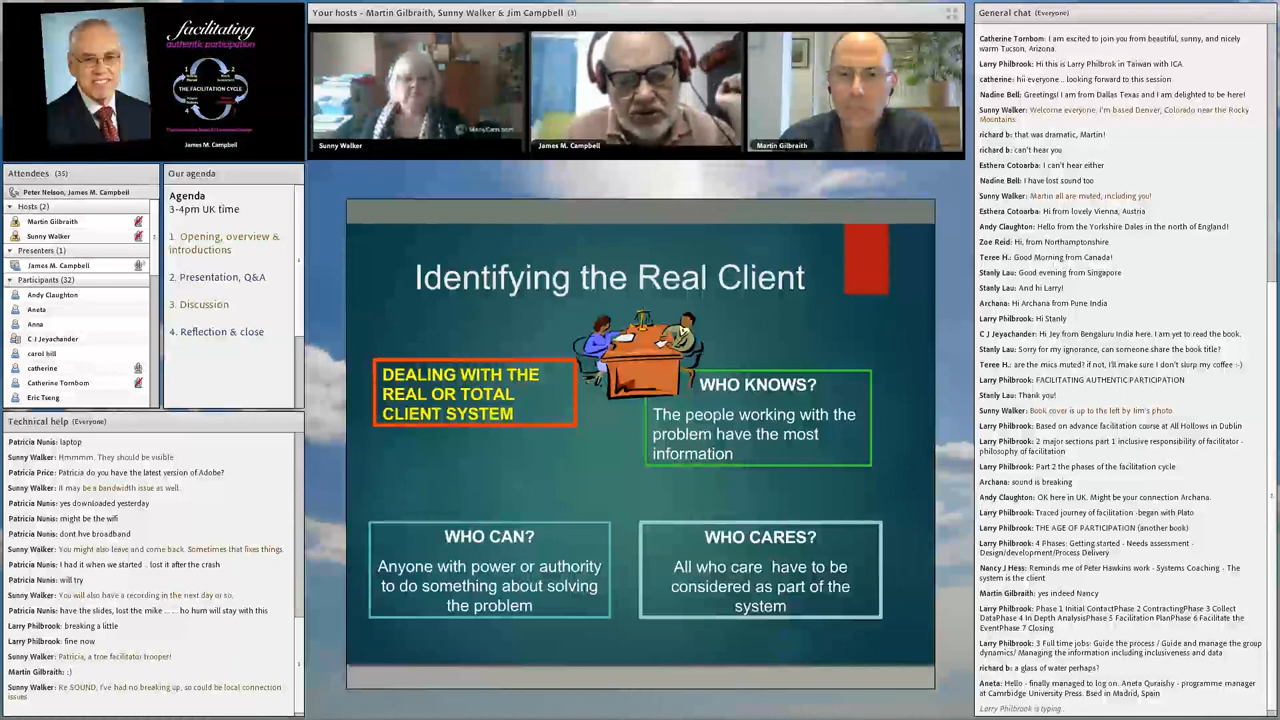 facilitating
authentic participation
THE FACILITATION CYCLE
James M. Campbell
Your hosts - Martin Gilbraith, Sunny Walker & Jim Campbell (3)
ManyCam.com
Sunny Walker
James M. Campbell
Martin Gilbraith
Attendees (35)
Peter Nelson, James M. Campbell
Hosts (2)
Martin Gilbraith
Sunny Walker
Presenters (1)
James M. Campbell
Participants (32)
Andy Claughton
Aneta
Anna
C J Jeyachander
carol hill
catherine
Catherine Tornbom
Eric Tseng
Our agenda
Agenda
3-4pm UK time
1 Opening, overview &
introductions
2. Presentation, Q&A
3. Discussion
4. Reflection & close
Technical help (Everyone)
Patricia Nunis: laptop
Sunny Walker: Hmmmm. They should be visible
Patricia Price: Patricia do you have the latest version of Adobe?
Sunny Walker: It may be a bandwidth issue as well.
Patricia Nunis: yes downloaded yesterday
Patricia Nunis: might be the wifi
Patricia Nunis: dont hve broadband
Sunny Walker: You might also leave and come back. Sometimes that fixes things.
Patricia Nunis: I had it when we started .. lost it after the crash
Patricia Nunis: will try
Sunny Walker: You will also have a recording in the next day or so.
Patricia Nunis: have the slides, lost the mike ... ... ho hum will stay with this
Larry Philbrook: breaking a little
Larry Philbrook: fine now
Sunny Walker: Patricia, a troe facilitator trooper!
Martin Gilbraith: :)
Sunny Walker: Re SOUND, I've had no breaking up, so could be local connection
issues
Identifying the Real Client
DEALING WITH THE
REAL OR TOTAL
CLIENT SYSTEM
WHO KNOWS?
The people working with the
problem have the most
information
WHO CAN?
Anyone with power or authority
to do something about solving
the problem
WHO CARES?
All who care have to be
considered as part of the
system
General chat (Everyone)
Catherine Tornbom: I am excited to join you from beautiful, sunny, and nicely
warm Tucson, Arizona.
Larry Philbrook: Hi this is Larry Philbrok in Taiwan with ICA.
catherine: hii everyone .. looking forward to this session
Nadine Bell: Greetings! I am from Dallas Texas and I am delighted to be here!
Sunny Walker: Welcome everyone. I'm based Denver, Colorado near the Rocky
Mountains.
richard b: that was dramatic, Martin!
richard b: can't hear you
Esthera Cotoarba: I can't hear either
Nadine Bell: I have lost sound too
Sunny Walker: Martin all are muted, including you!
Esthera Cotoarba: Hi from lovely Vienna, Austria
Andy Claughton: Hello from the Yorkshire Dales in the north of England!
Zoe Reid: Hi, from Northamptonshire
Teree H.: Good Morning from Canada!
Stanly Lau: Good evening from Singapore
Stanly Lau: And hi Larry!
Archana: Hi Archana from Pune India
Larry Philbrook: Hi Stanly
C J Jeyachander: Hi Jey from Bengaluru India here. I am yet to read the book.
Stanly Lau: Sorry for my ignorance, can someone share the book title?
Teree H.: are the mics muted? if not, I'll make sure I don't slurp my coffee :-)
Larry Philbrook: FACILITATING AUTHENTIC PARTICIPATION
Stanly Lau: Thank you!
Sunny Walker: Book cover is up to the left by Jim's photo
Larry Philbrook: Based on advance facilitation course at All Hollows in Dublin
Larry Philbrook: 2 major sections part 1 inclusive responsibility of facilitator -
philosophy of facilitation
Larry Philbrook: Part 2 the phases of the facilitation cycle
Archana: sound is breaking
Andy Claughton: OK here in UK. Might be your connection Archana.
Larry Philbrook: Traced journey of facilitation -began with Plato
Larry Philbrook: THE AGE OF PARTICIPATION (another book)
Larry Philbrook: 4 Phases: Getting started - Needs assessment -
Design/development/Process Delivery
Nancy J Hess: Reminds me of Peter Hawkins work - Systems Coaching - The
system is the client
Martin Gilbraith: yes indeed Nancy
Larry Philbrook: Phase 1 Initial ContactPhase 2 ContractingPhase 3 Collect
DataPhase 4 In Depth AnalysisPhase 5 Facilitation PlanPhase 6 Facilitate the
EventPhase 7 Closing
Larry Philbrook: 3 Full time jobs: Guide the process / Guide and manage the group
dynamics/ Managing the information including inclusiveness and data
richard b: a glass of water perhaps?
Aneta: Hello - finally managed to log on. Aneta Quraishy - programme manager
at Cambridge University Press. Bsed in Madrid, Spain
Larry Philbrook is typing..